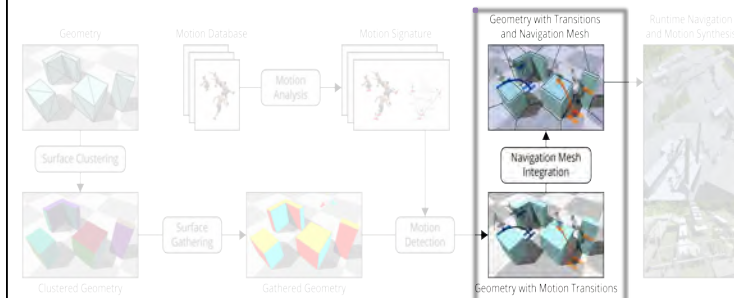 Geometry
Motion Database
Motion Signature
Geometry with Transitions
and Navigation Mesh
Runtime Navigation
and Motion Synthesis
Motion
Analysis
Surface Clustering
Navigation Mesh
Integration
Surface
Gathering
Motion
Detection
Clustered Geometry
Gathered Geometry
Geometry with Motion Transitions